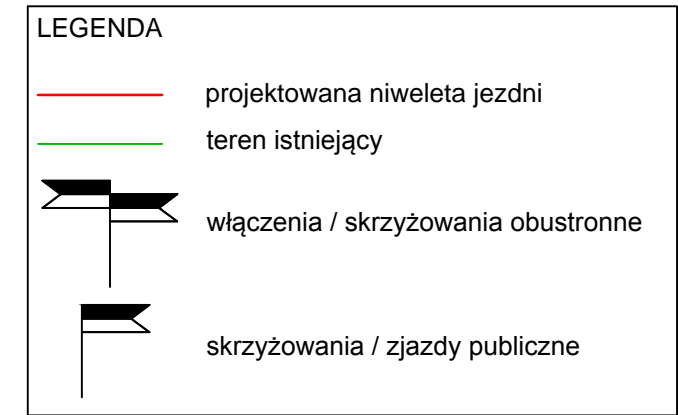 LEGENDA
projektowana niweleta jezdni
teren istniejący
włączenia / skrzyżowania obustronne
skrzyżowania / zjazdy publiczne